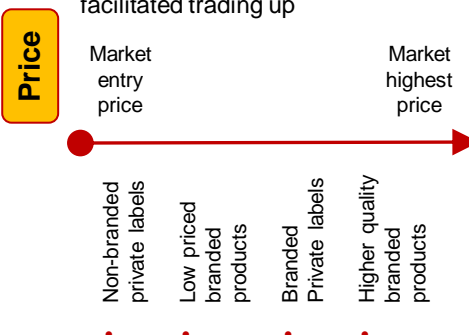 facilitated trading up
Price
Market
entry
price
Market
highest
price
Non-branded
private labels
Low priced
branded
products
Branded
Private labels
Higher quality
branded
products